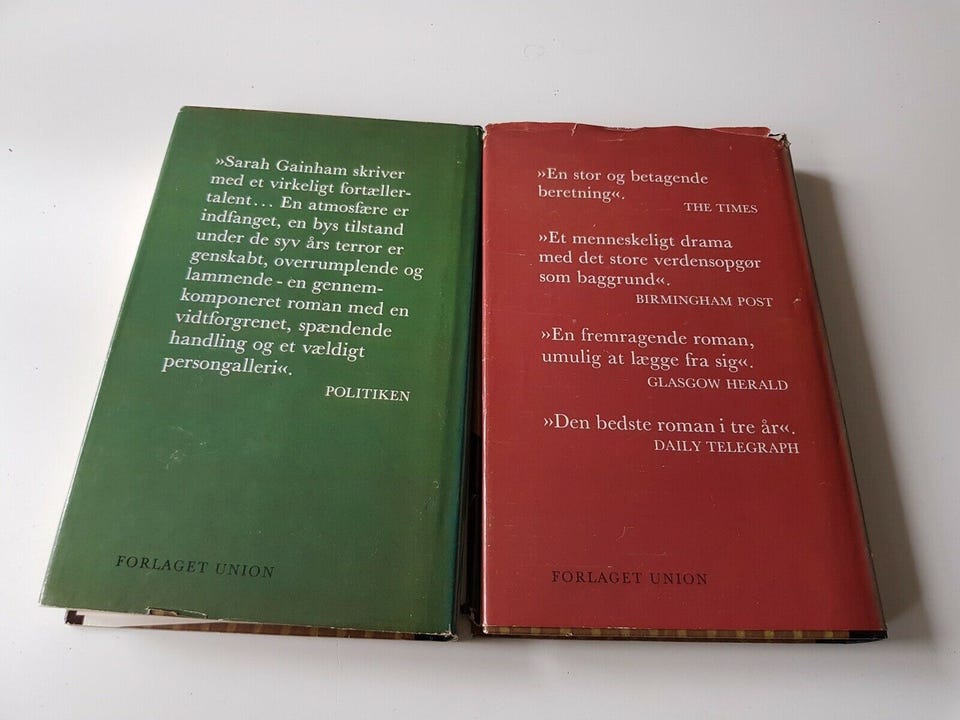 »Sarah Gainham skriver
med et virkeligt fortæller-
talent... En atmosfære er
indfanget, en bys tilstand
under de syv års terror er
genskabt, overrumplende og
lammende - en gennem-
komponeret roman med en
vidtforgrenet, spændende
handling og et vældigt
persongalleri«.
POLITIKEN
FORLAGET UNION
»En stor og betagende
beretning«.
THE TIMES
»Et menneskeligt drama
med det store verdensopgør
som baggrund«.
BIRMINGHAM POST
»En fremragende roman,
umulig at lægge fra sig«.
GLASGOW HERALD
»Den bedste roman i tre år«.
DAILY TELEGRAPH
FORLAGET UNION